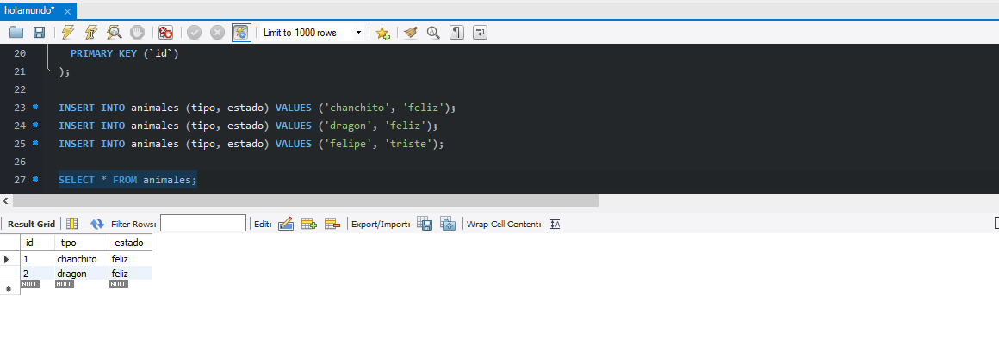 holamundo*
Limit to 1000 rows
20 PRIMARY KEY (`id`)
21 );
22
23 INSERT INTO animales (tipo, estado) VALUES ('chanchito', 'feliz');
24 INSERT INTO animales (tipo, estado) VALUES ('dragon', 'feliz');
25 INSERT INTO animales (tipo, estado) VALUES ('felipe', 'triste');
26
27 SELECT * FROM animales;
Result Grid Filter Rows: Edit: Export/Import: Wrap Cell Content: IA
id tipo estado
1 chanchito feliz
2 dragon feliz
NULL NULL NULL